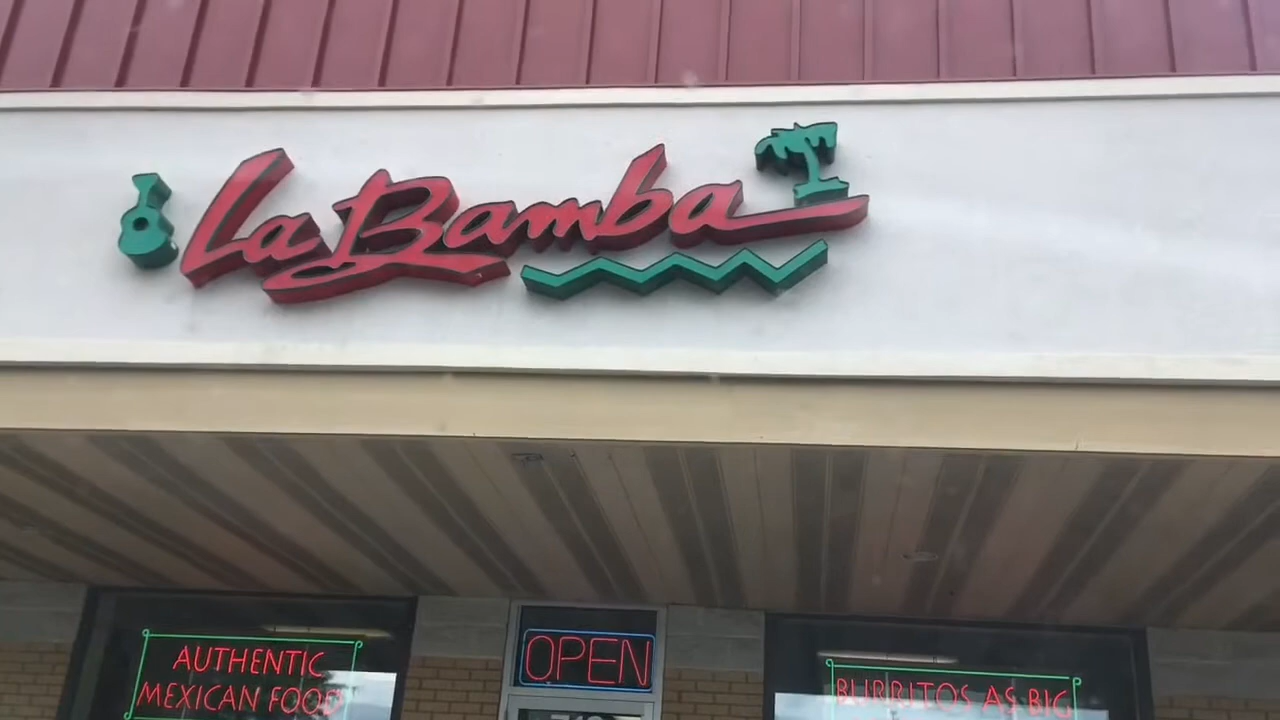 La Bamba
AUTHENTIC
MEXICAN FOOD
OPEN
BURRITOS AS BIG